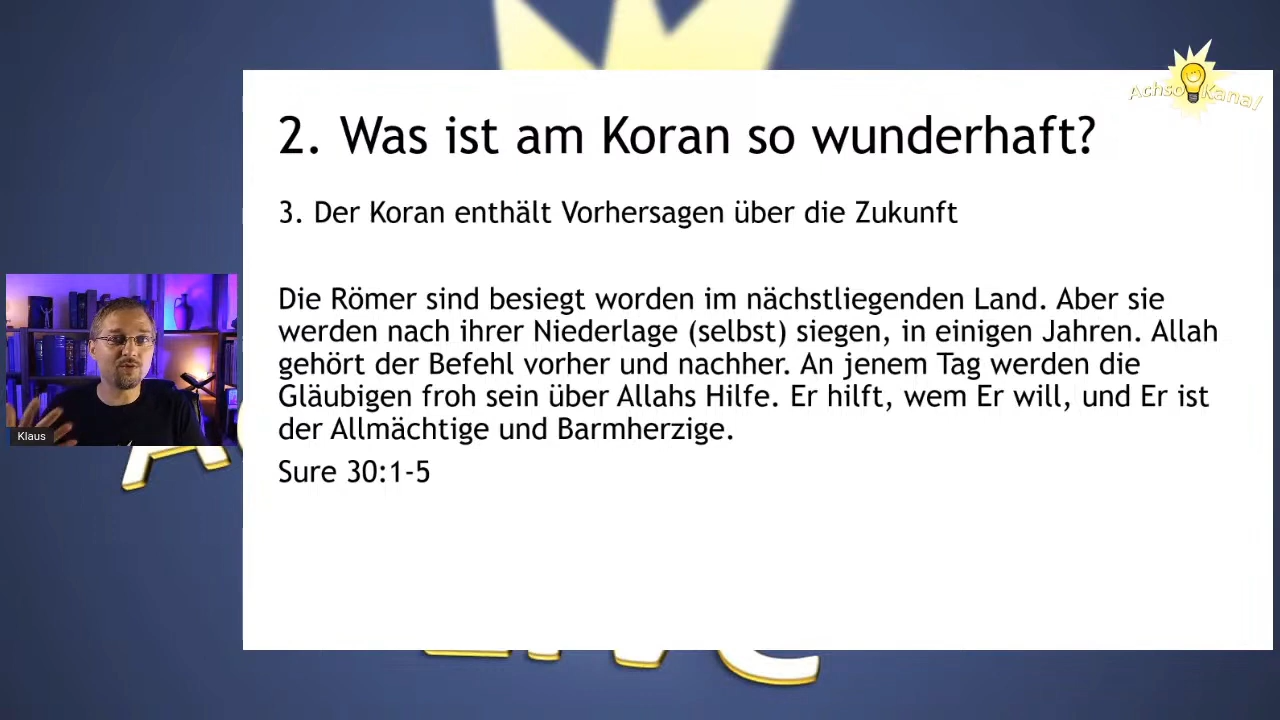 Achso Kanal
2. Was ist am Koran so wunderhaft?
3. Der Koran enthält Vorhersagen über die Zukunft
Die Römer sind besiegt worden im nächstliegenden Land. Aber sie
werden nach ihrer Niederlage (selbst) siegen, in einigen Jahren. Allah
gehört der Befehl vorher und nachher. An jenem Tag werden die
Gläubigen froh sein über Allahs Hilfe. Er hilft, wem Er will, und Er ist
der Allmächtige und Barmherzige.
Sure 30:1-5
Klaus